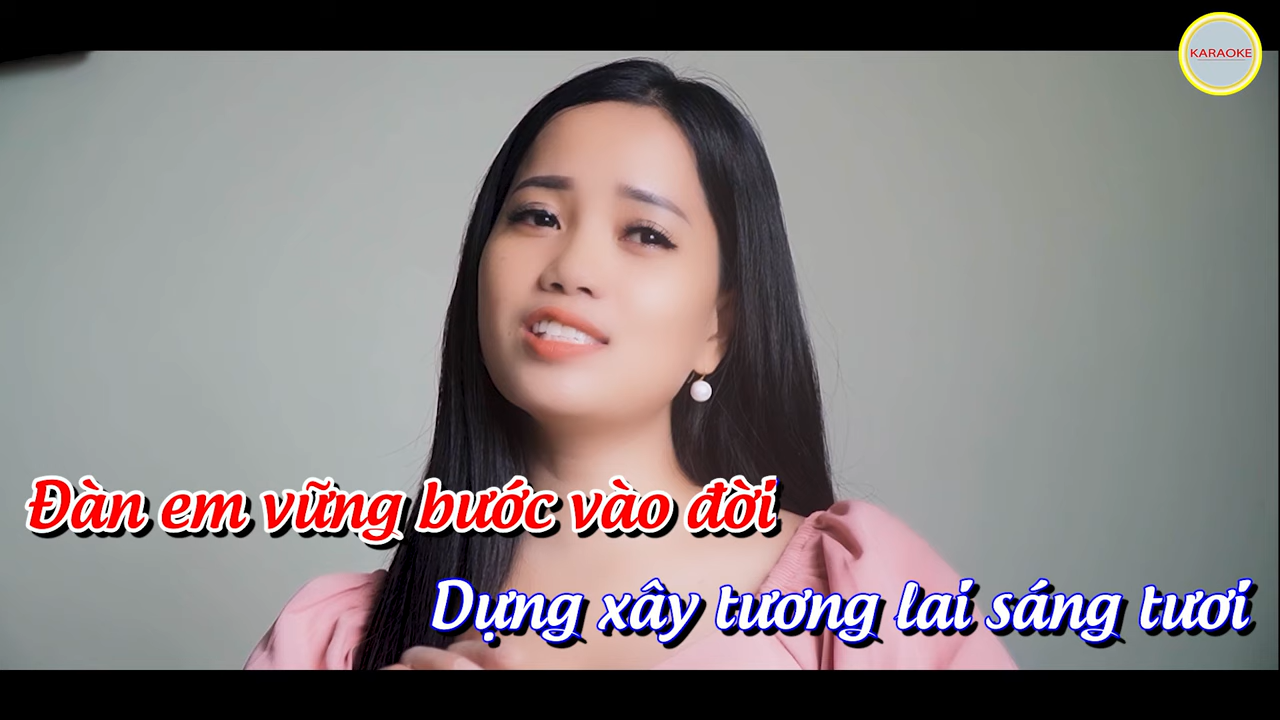 KARAOKE
Đàn em vững bước vào đời
Dựng xây tương lai sáng tươi